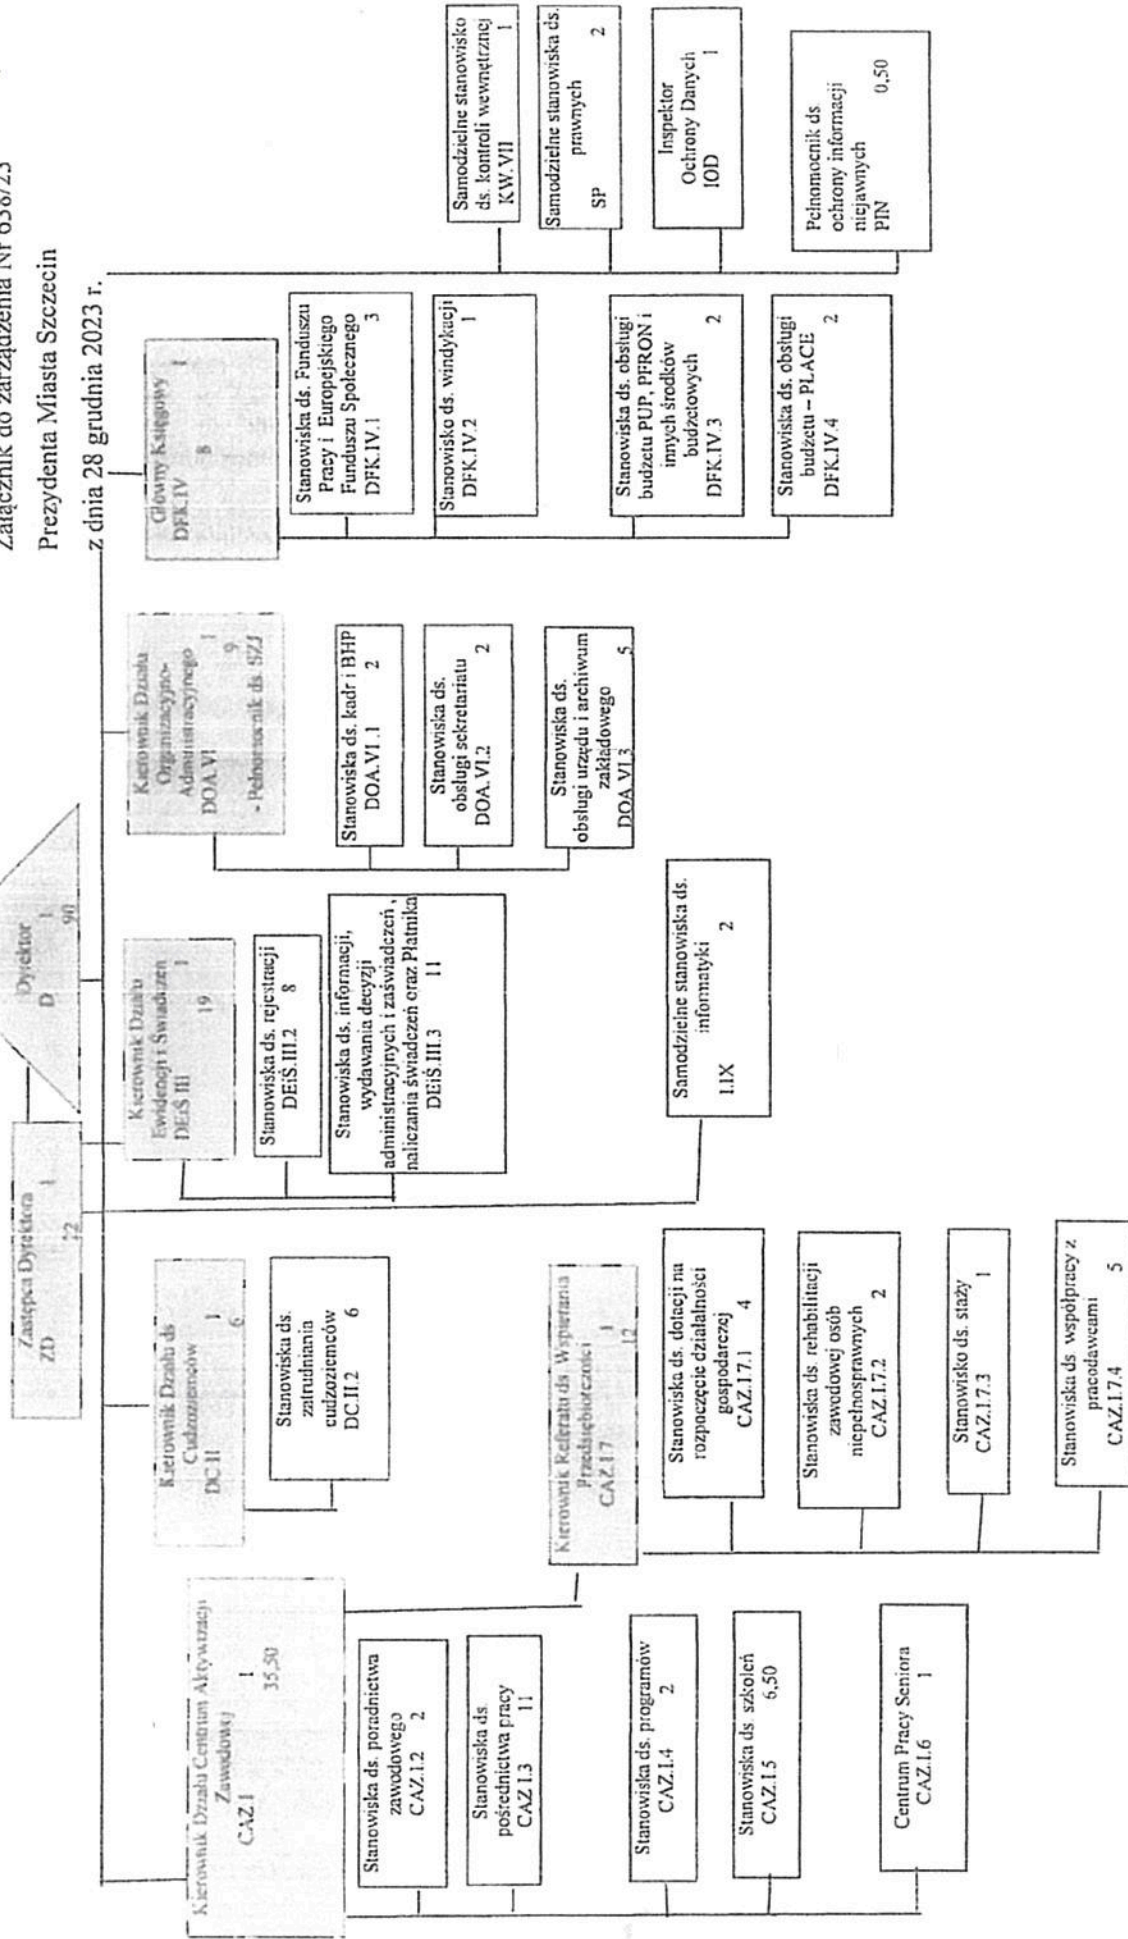 Załącznik do zarządzenia Nr 658/23
Prezydenta Miasta Szczecin
z dnia 28 grudnia 2023 r.
Dyrektor
D 1
90
Zastępca Dyrektora
ZD 1
72
Kierownik Działu Centrum Aktywizacji
Zawodowej
CAZ.I 1
35,50
Stanowiska ds. poradnictwa
zawodowego
CAZ.I.2 2
Stanowiska ds.
pośrednictwa pracy
CAZ I.3 11
Stanowiska ds. programów
CAZ.I.4 2
Stanowiska ds. szkoleń
CAZ.I.5 6,50
Centrum Pracy Seniora
CAZ.I.6 1
Kierownik Referatu ds. Wspierania
Przedsiębiorczości
CAZ.I.7 1
12
Stanowiska ds. dotacji na
rozpoczęcie działalności
gospodarczej
CAZ.I.7.1 4
Stanowiska ds. rehabilitacji
zawodowej osób
niepełnosprawnych
CAZ.I.7.2 2
Stanowisko ds. staży
CAZ.I.7.3 1
Stanowiska ds. współpracy z
pracodawcami
CAZ.I.7.4 5
Kierownik Działu ds
Cudzoziemców
DC II 1
6
Stanowiska ds.
zatrudniania
cudzoziemców
DC.II.2 6
Kierownik Działu
Ewidencji i Świadczeń
DEiŚ III 1
19
Stanowiska ds. rejestracji
DEiŚ.III.2 8
Stanowiska ds. informacji,
wydawania decyzji
administracyjnych i zaświadczeń,
naliczania świadczeń oraz Płatnika
DEiŚ.III.3 11
Samodzielne stanowiska ds.
informatyki
I.IX 2
Kierownik Działu
Organizacyjno-
Administracyjnego
DOA.VI 1
9
- Pełnomocnik ds. SZJ
Stanowiska ds. kadr i BHP
DOA.VI.1 2
Stanowiska ds.
obsługi sekretariatu
DOA.VI.2 2
Stanowiska ds.
obsługi urzędu i archiwum
zakładowego
DOA.VI.3 5
Główny Księgowy
DFK.IV 1
8
Stanowiska ds. Funduszu
Pracy i Europejskiego
Funduszu Społecznego
DFK.IV.1 3
Stanowisko ds. windykacji
DFK.IV.2 1
Stanowiska ds. obsługi
budżetu PUP, PFRON i
innych środków
budżetowych
DFK.IV.3 2
Stanowiska ds. obsługi
budżetu – PŁACE
DFK.IV.4 2
Samodzielne stanowisko
ds. kontroli wewnętrznej
KW.VII 1
Samodzielne stanowiska ds.
prawnych
SP 2
Inspektor
Ochrony Danych
IOD 1
Pełnomocnik ds.
ochrony informacji
niejawnych
PIN 0,50